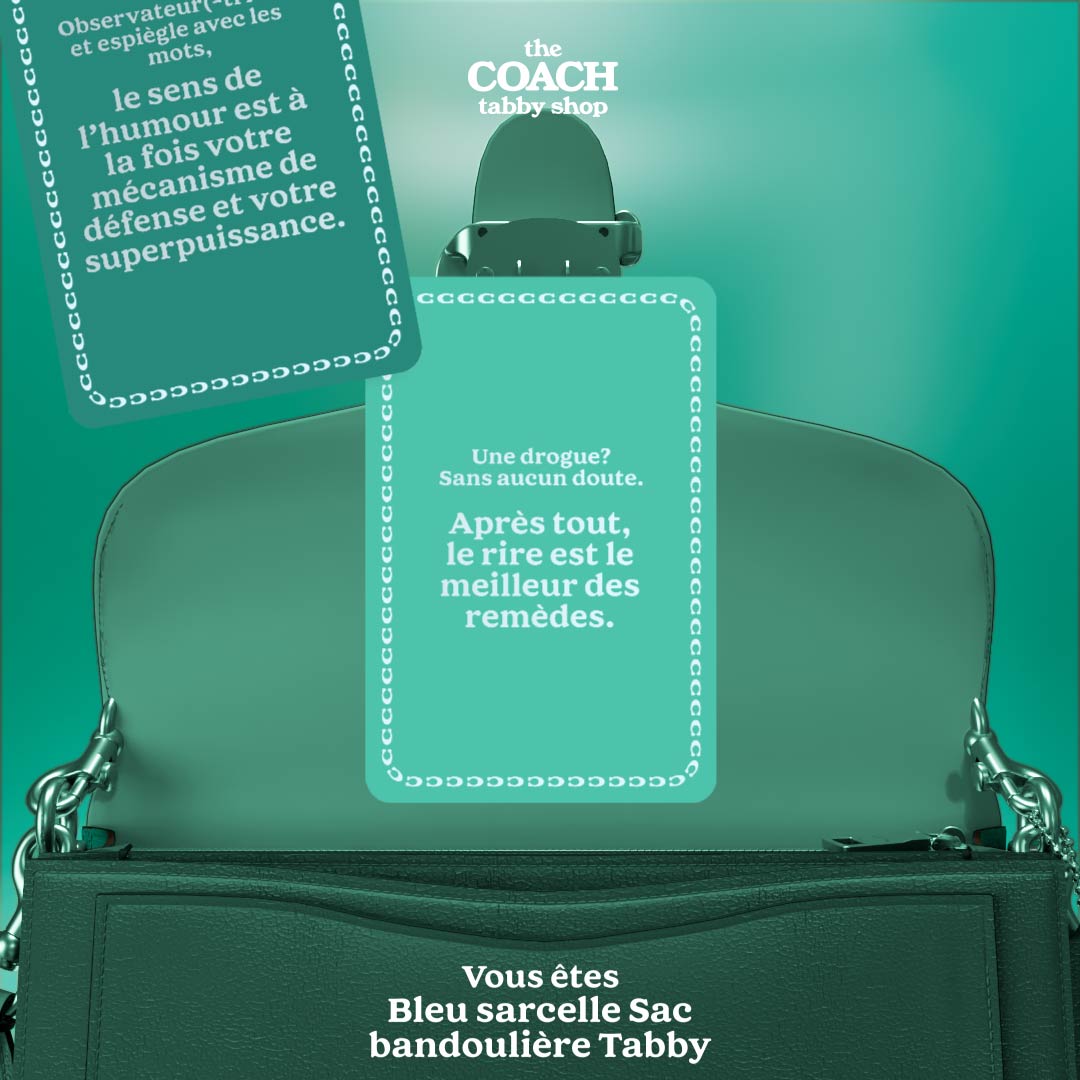 et espiègle avec les
mots,
le sens de
l'humour est à
la fois votre
mécanisme de
défense et votre
superpuissance.
the
COACH
tabby shop
Une drogue?
Sans aucun doute.
Après tout,
le rire est le
meilleur des
remèdes.
Vous êtes
Bleu sarcelle Sac
bandoulière Tabby